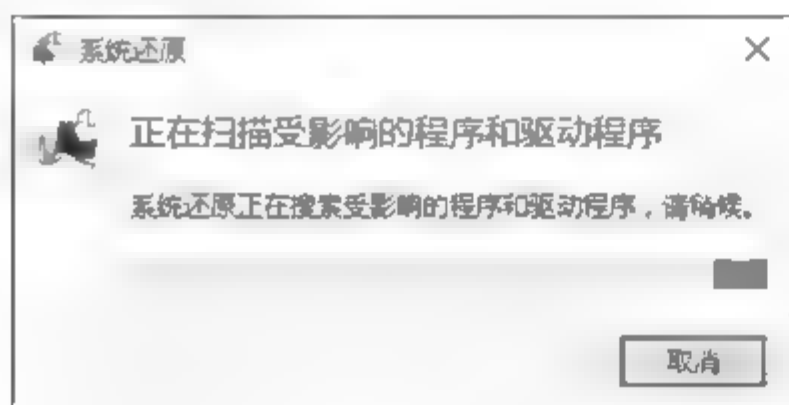 系统还原
正在扫描受影响的程序和驱动程序
系统还原正在搜索受影响的程序和驱动程序，请稍候。
取消